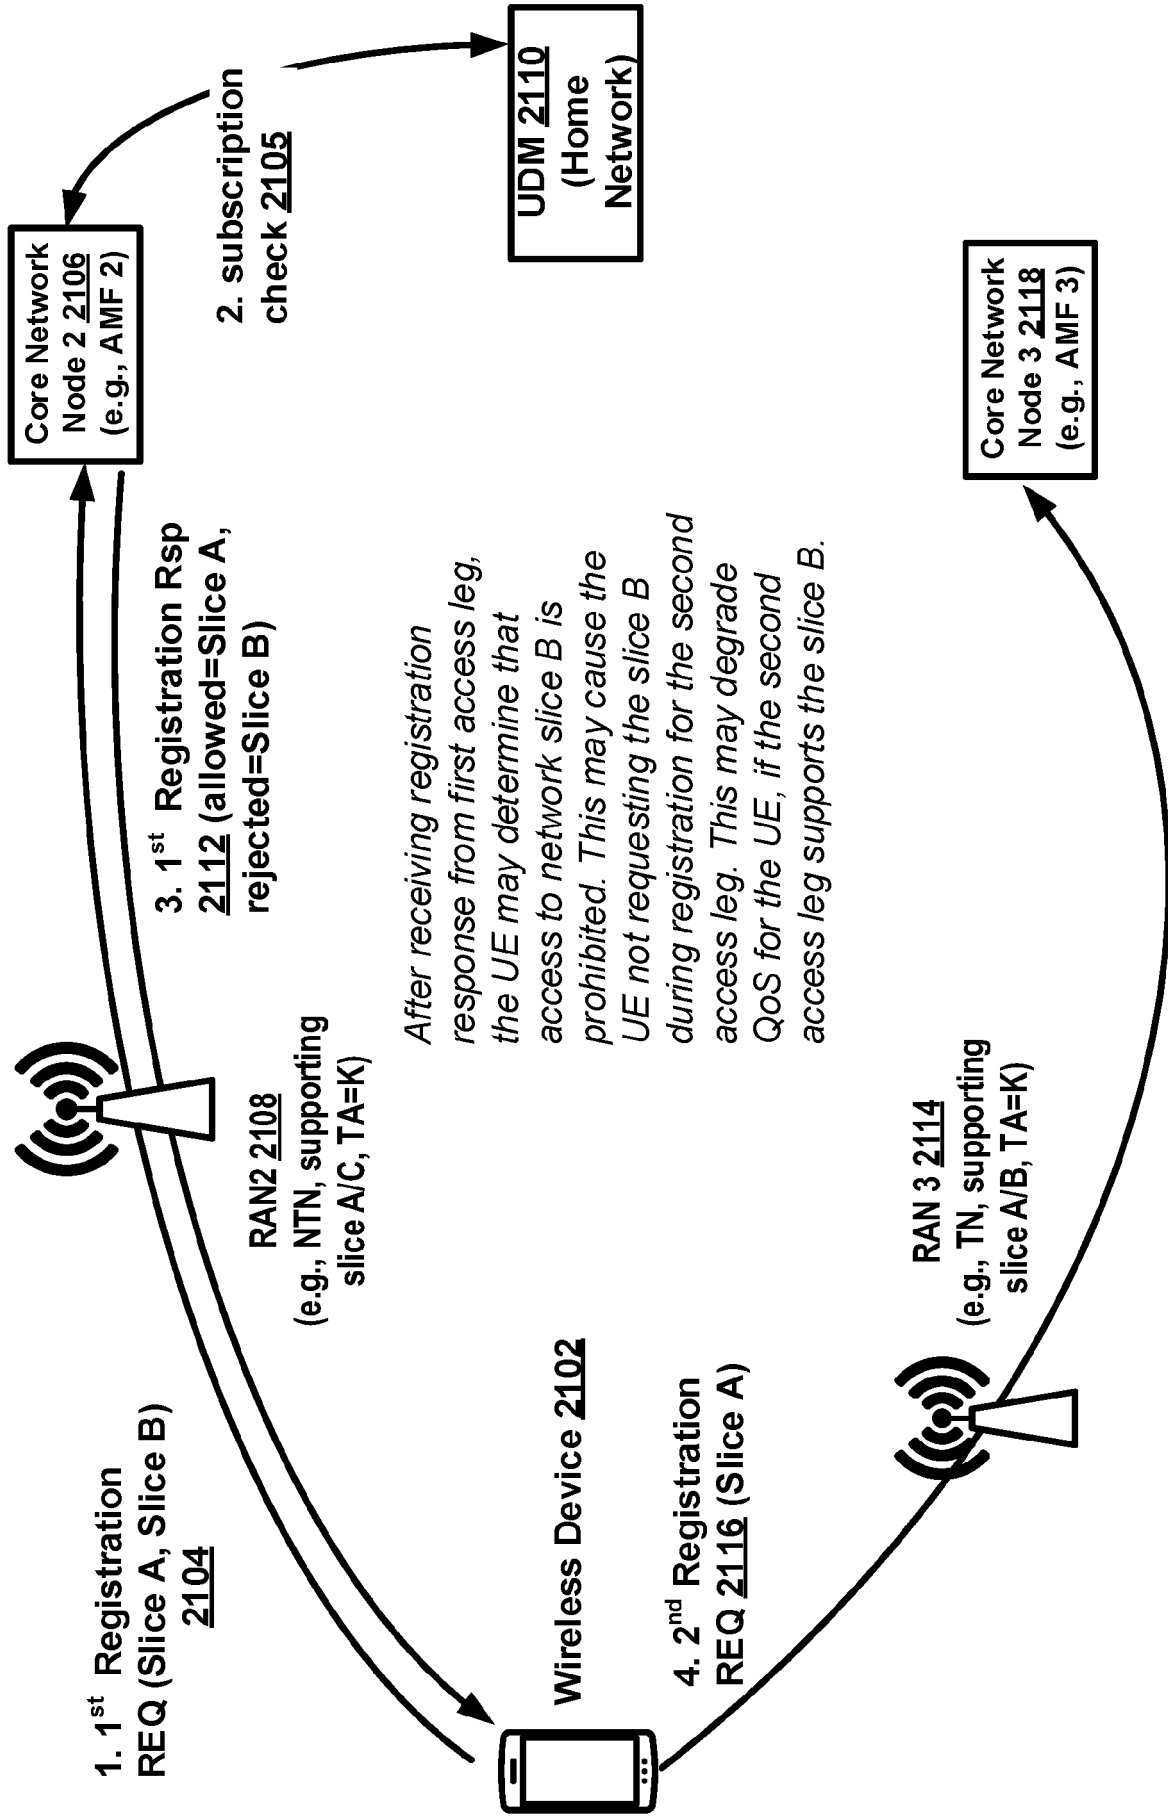 1. 1st Registration
REQ (Slice A, Slice B)
2104
RAN2 2108
(e.g., NTN, supporting
slice A/C, TA=K)
3. 1st Registration Rsp
2112 (allowed=Slice A,
rejected=Slice B)
Core Network
Node 2 2106
(e.g., AMF 2)
2. subscription
check 2105
UDM 2110
(Home
Network)
After receiving registration
response from first access leg,
the UE may determine that
access to network slice B is
prohibited. This may cause the
UE not requesting the slice B
during registration for the second
access leg. This may degrade
QoS for the UE, if the second
access leg supports the slice B.
Wireless Device 2102
4. 2nd Registration
REQ 2116 (Slice A)
RAN 3 2114
(e.g., TN, supporting
slice A/B, TA=K)
Core Network
Node 3 2118
(e.g., AMF 3)